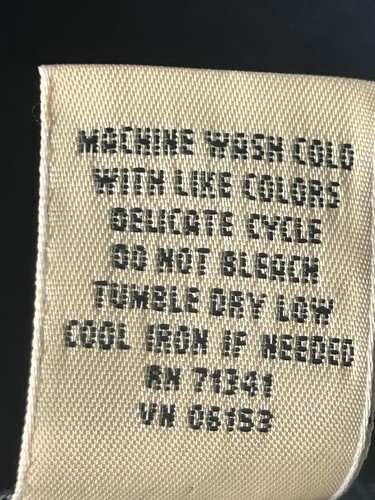 MACHINE WASH COLD
WITH LIKE COLORS
DELICATE CYCLE
DO NOT BLEACH
TUMBLE DRY LOW
COOL IRON IF NEEDED
RN 71341
VN 06153